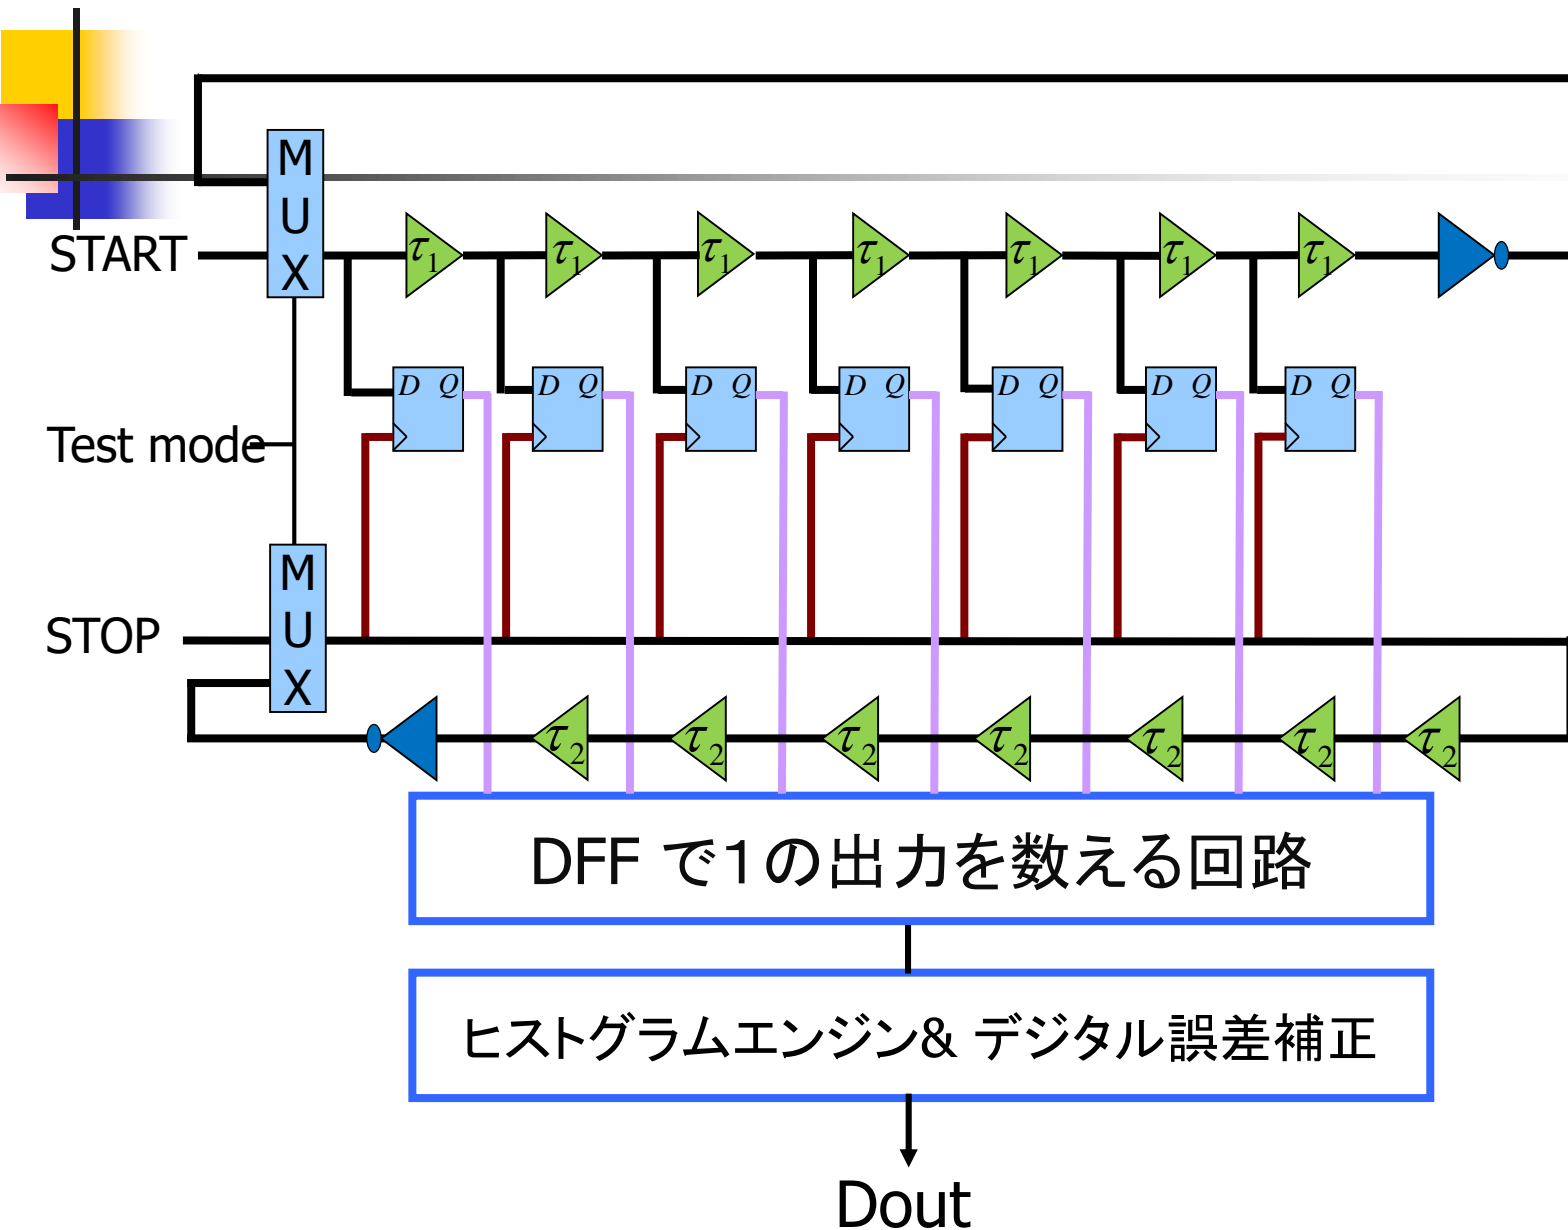 M
U
X
START
τ1 τ1 τ1 τ1 τ1 τ1 τ1
D Q D Q D Q D Q D Q D Q D Q
Test mode
M
U
X
STOP
τ2 τ2 τ2 τ2 τ2 τ2 τ2
DFF で１の出力を数える回路
ヒストグラムエンジン& デジタル誤差補正
Dout